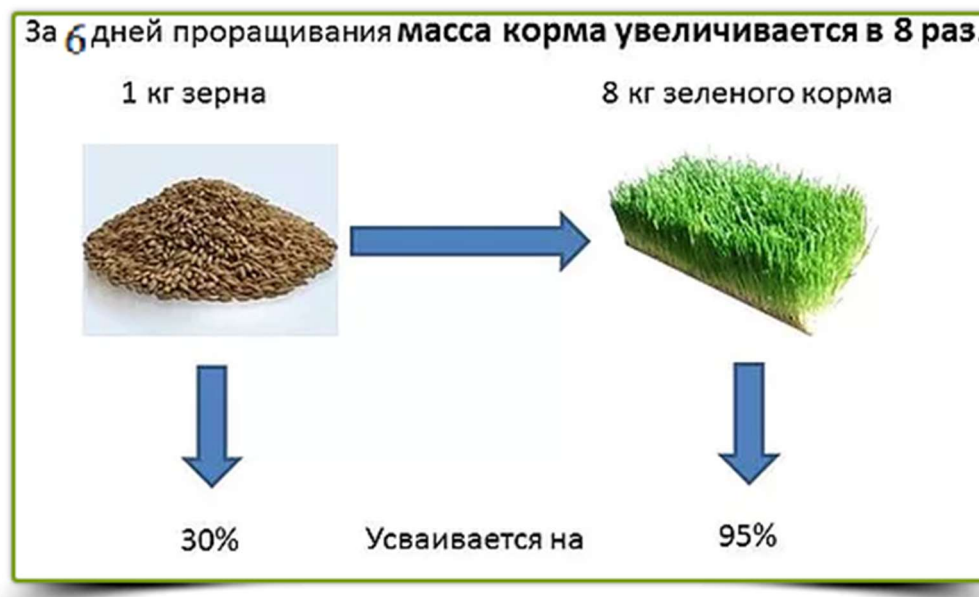 За 6 дней проращивания масса корма увеличивается в 8 раз.
1 кг зерна
8 кг зеленого корма
30%
Усваивается на
95%